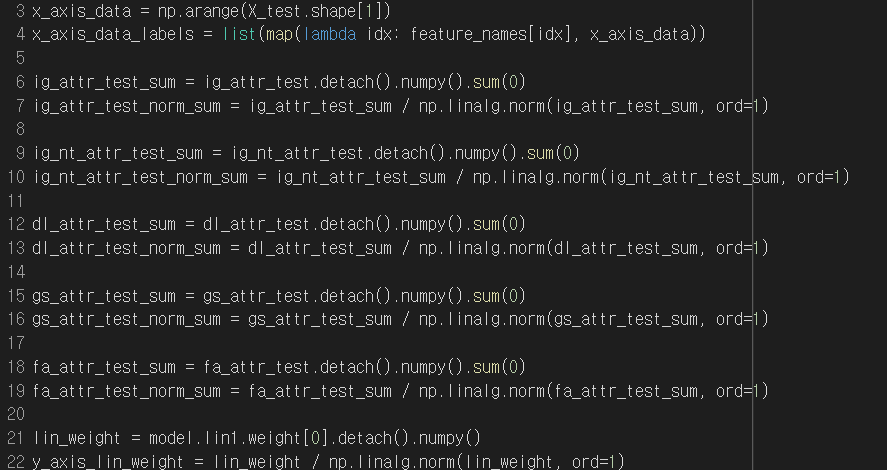 3 x_axis_data = np.arange(X_test.shape[1])
4 x_axis_data_labels = list(map(lambda idx: feature_names[idx], x_axis_data))
5
6 ig_attr_test_sum = ig_attr_test.detach().numpy().sum(0)
7 ig_attr_test_norm_sum = ig_attr_test_sum / np.linalg.norm(ig_attr_test_sum, ord=1)
8
9 ig_nt_attr_test_sum = ig_nt_attr_test.detach().numpy().sum(0)
10 ig_nt_attr_test_norm_sum = ig_nt_attr_test_sum / np.linalg.norm(ig_nt_attr_test_sum, ord=1)
11
12 dl_attr_test_sum = dl_attr_test.detach().numpy().sum(0)
13 dl_attr_test_norm_sum = dl_attr_test_sum / np.linalg.norm(dl_attr_test_sum, ord=1)
14
15 gs_attr_test_sum = gs_attr_test.detach().numpy().sum(0)
16 gs_attr_test_norm_sum = gs_attr_test_sum / np.linalg.norm(gs_attr_test_sum, ord=1)
17
18 fa_attr_test_sum = fa_attr_test.detach().numpy().sum(0)
19 fa_attr_test_norm_sum = fa_attr_test_sum / np.linalg.norm(fa_attr_test_sum, ord=1)
20
21 lin_weight = model.lin1.weight[0].detach().numpy()
22 y_axis_lin_weight = lin_weight / np.linalg.norm(lin_weight, ord=1)